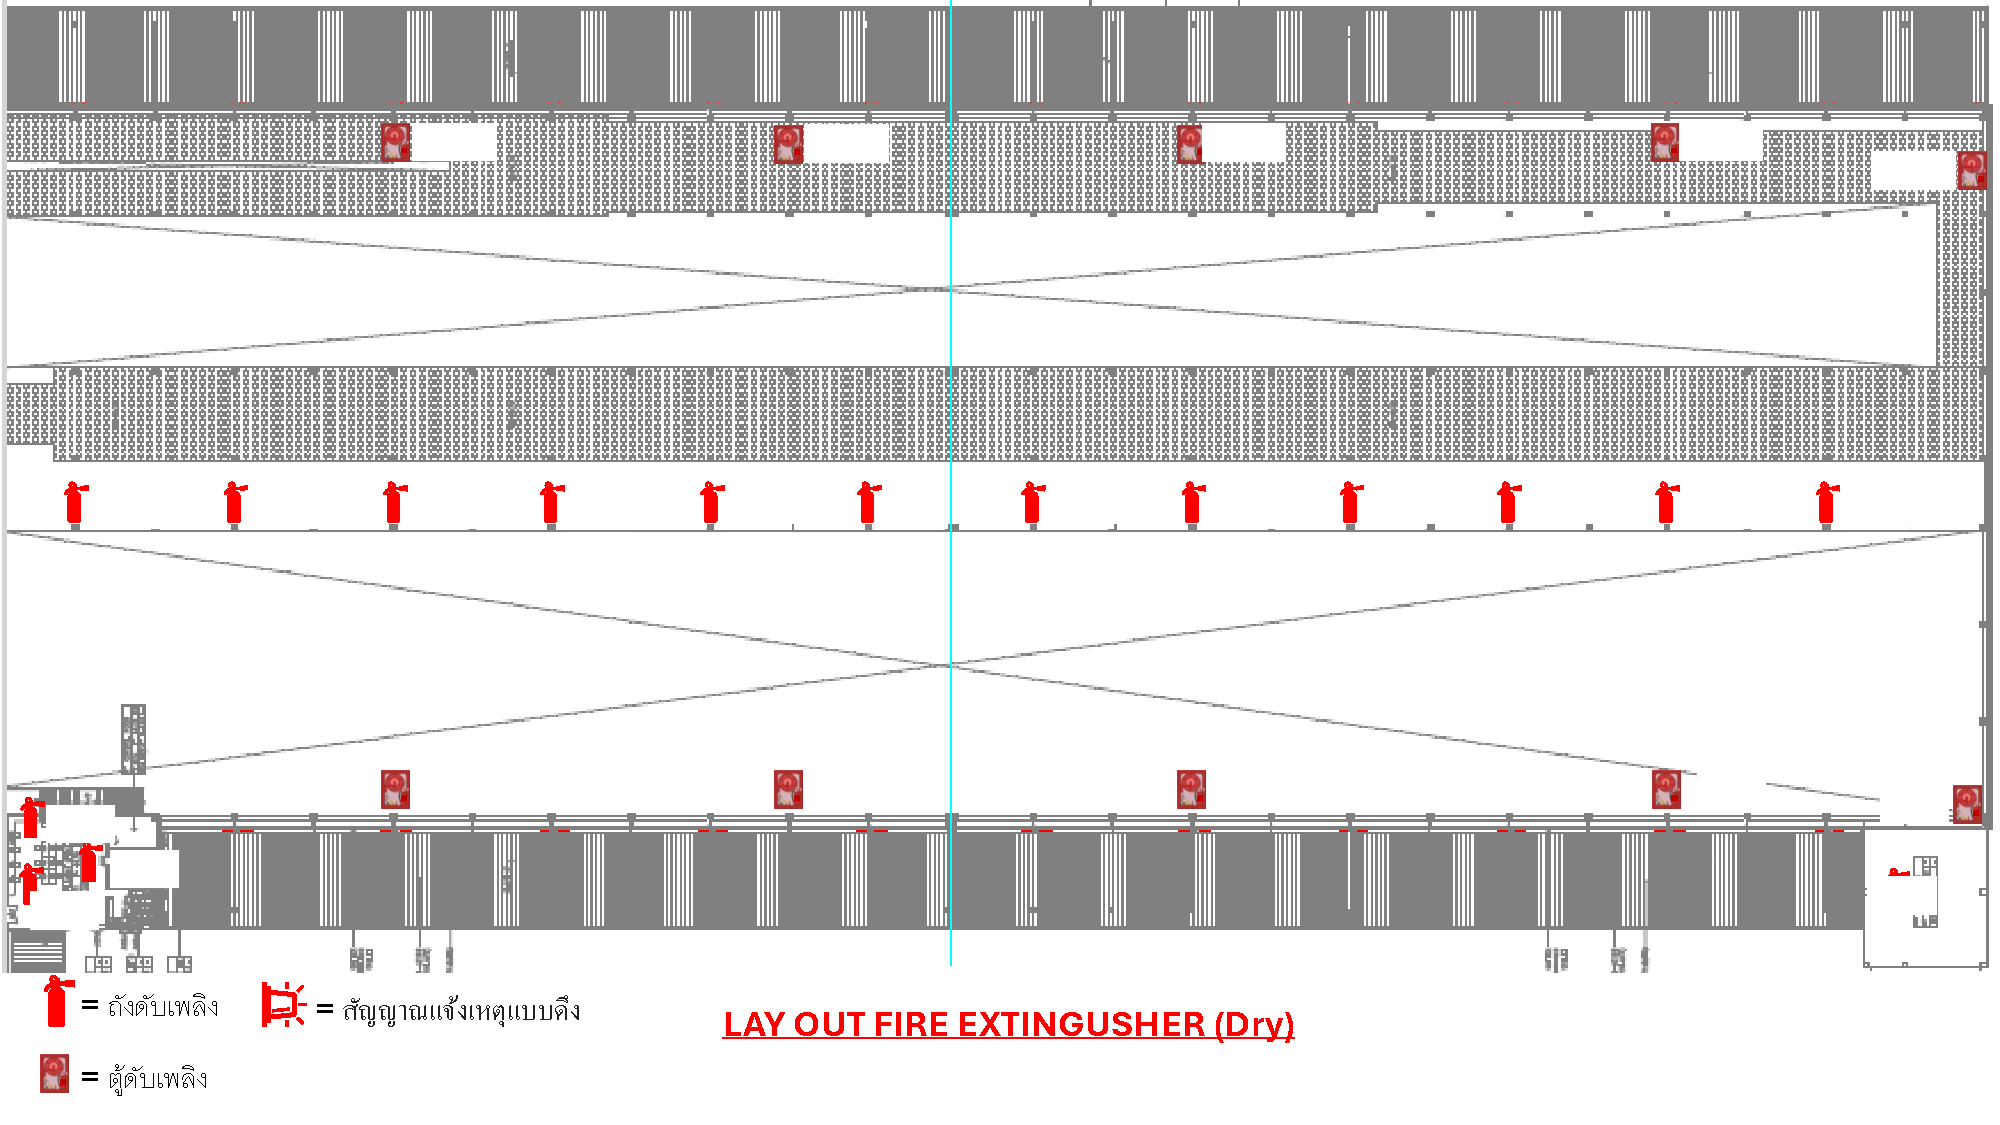 = ถังดับเพลิง
= สัญญาณแจ้งเหตุแบบดึง
LAY OUT FIRE EXTINGUSHER (Dry)
= ตู้ดับเพลิง